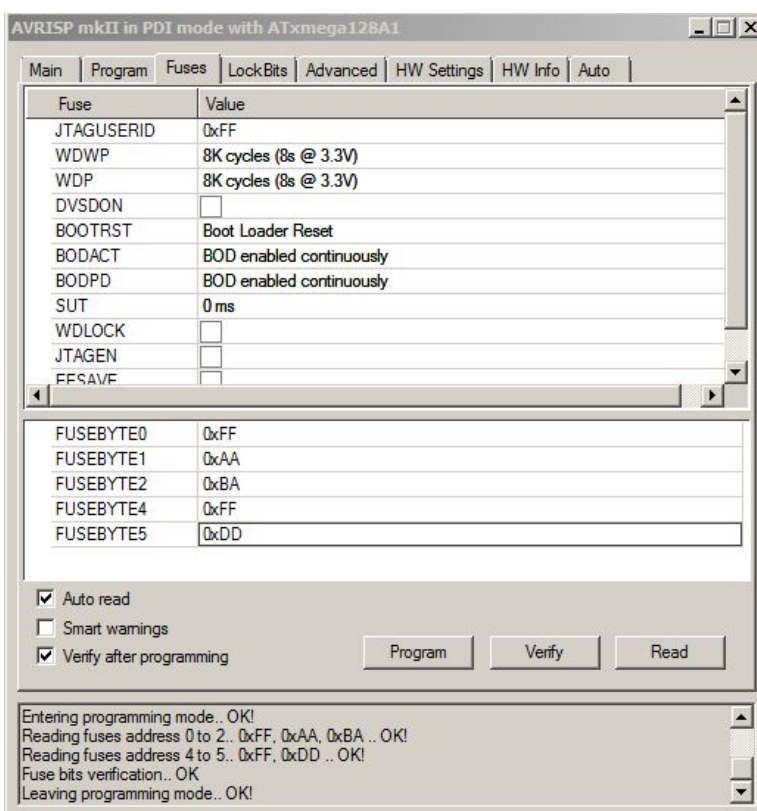 AVRISP mkII in PDI mode with ATxmega128A1
Main Program Fuses LockBits Advanced HW Settings HW Info Auto
Fuse Value
JTAGUSERID 0xFF
WDWP 8K cycles (8s @ 3.3V)
WDP 8K cycles (8s @ 3.3V)
DVSDON
BOOTRST Boot Loader Reset
BODACT BOD enabled continuously
BODPD BOD enabled continuously
SUT 0 ms
WDLOCK
JTAGEN
EESAVE
FUSEBYTE0 0xFF
FUSEBYTE1 0xAA
FUSEBYTE2 0xBA
FUSEBYTE4 0xFF
FUSEBYTE5 0xDD
Auto read
Smart warnings
Verify after programming
Program Verify Read
Entering programming mode.. OK!
Reading fuses address 0 to 2.. 0xFF, 0xAA, 0xBA .. OK!
Reading fuses address 4 to 5.. 0xFF, 0xDD .. OK!
Fuse bits verification.. OK
Leaving programming mode.. OK!